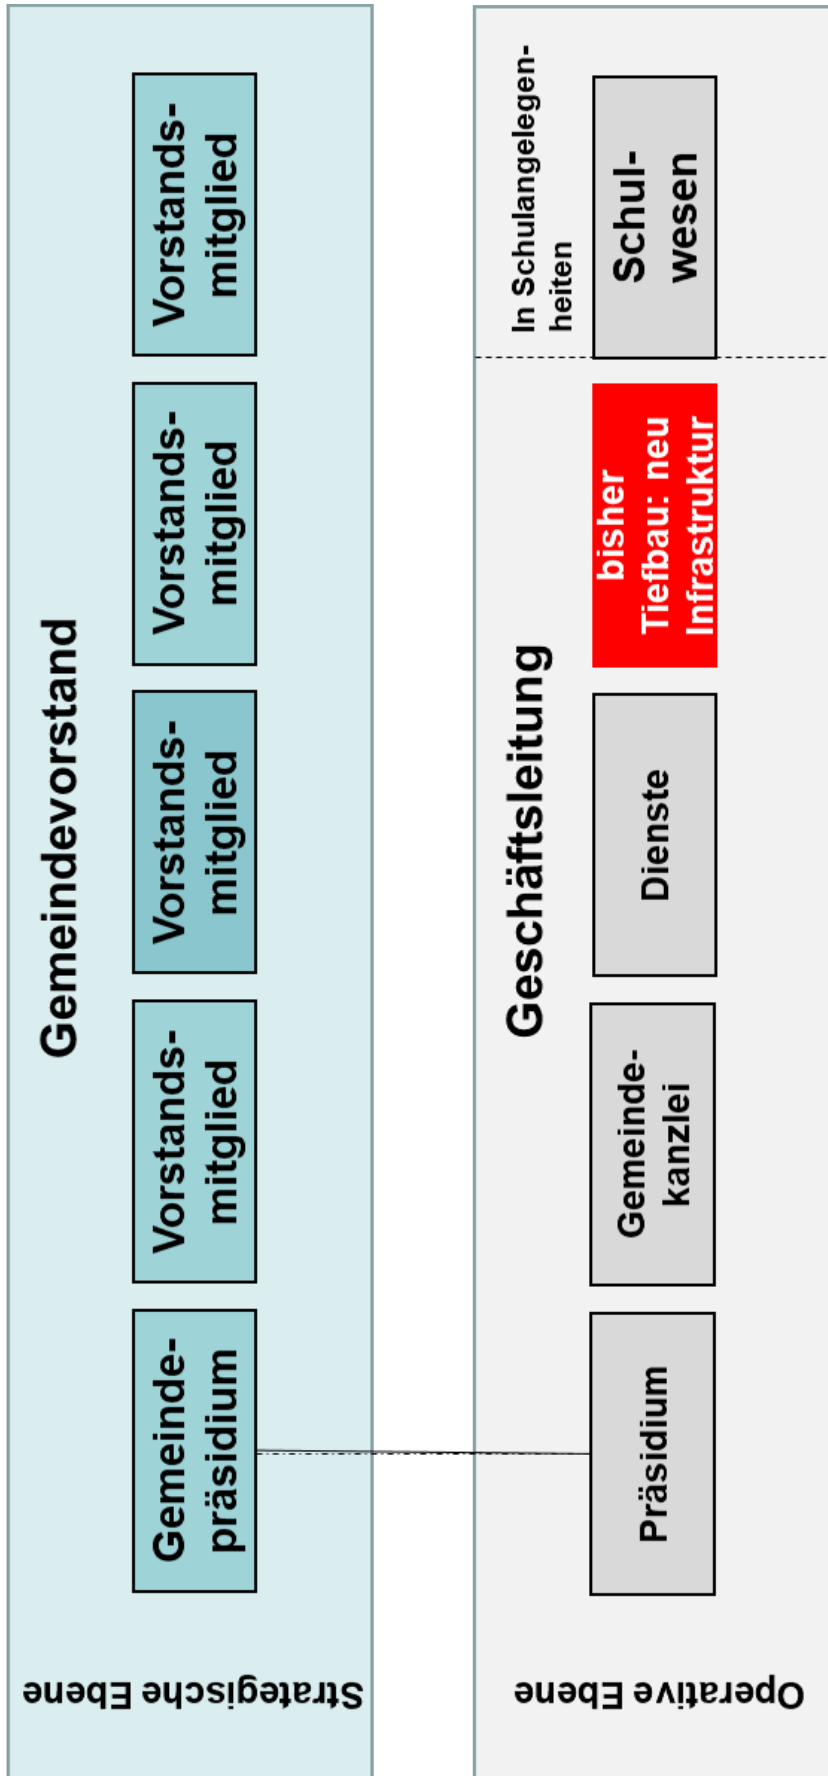 Gemeindevorstand
Strategische Ebene
Gemeinde-
präsidium
Vorstands-
mitglied
Vorstands-
mitglied
Vorstands-
mitglied
Vorstands-
mitglied
Geschäftsleitung
In Schulangelegen-
heiten
Operative Ebene
Präsidium
Gemeinde-
kanzlei
Dienste
bisher
Tiefbau: neu
Infrastruktur
Schul-
wesen